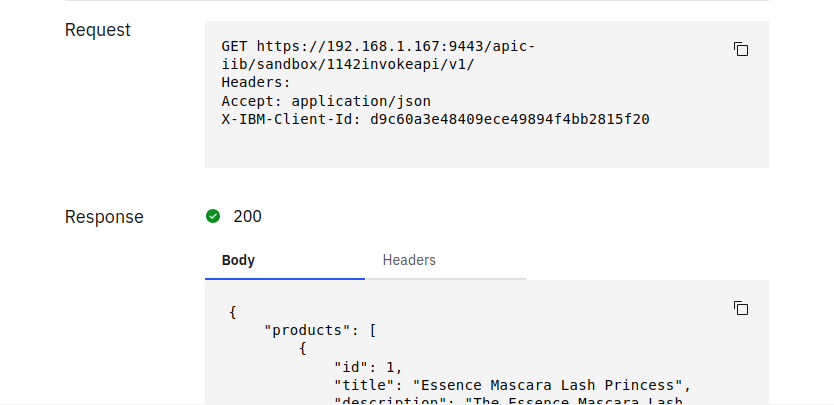 Request
GET https://192.168.1.167:9443/apic-
iib/sandbox/1142invokeapi/v1/
Headers:
Accept: application/json
X-IBM-Client-Id: d9c60a3e48409ece49894f4bb2815f20
Response
200
Body Headers
{
"products": [
{
"id": 1,
"title": "Essence Mascara Lash Princess",
"description": "The Essence Mascara Lash